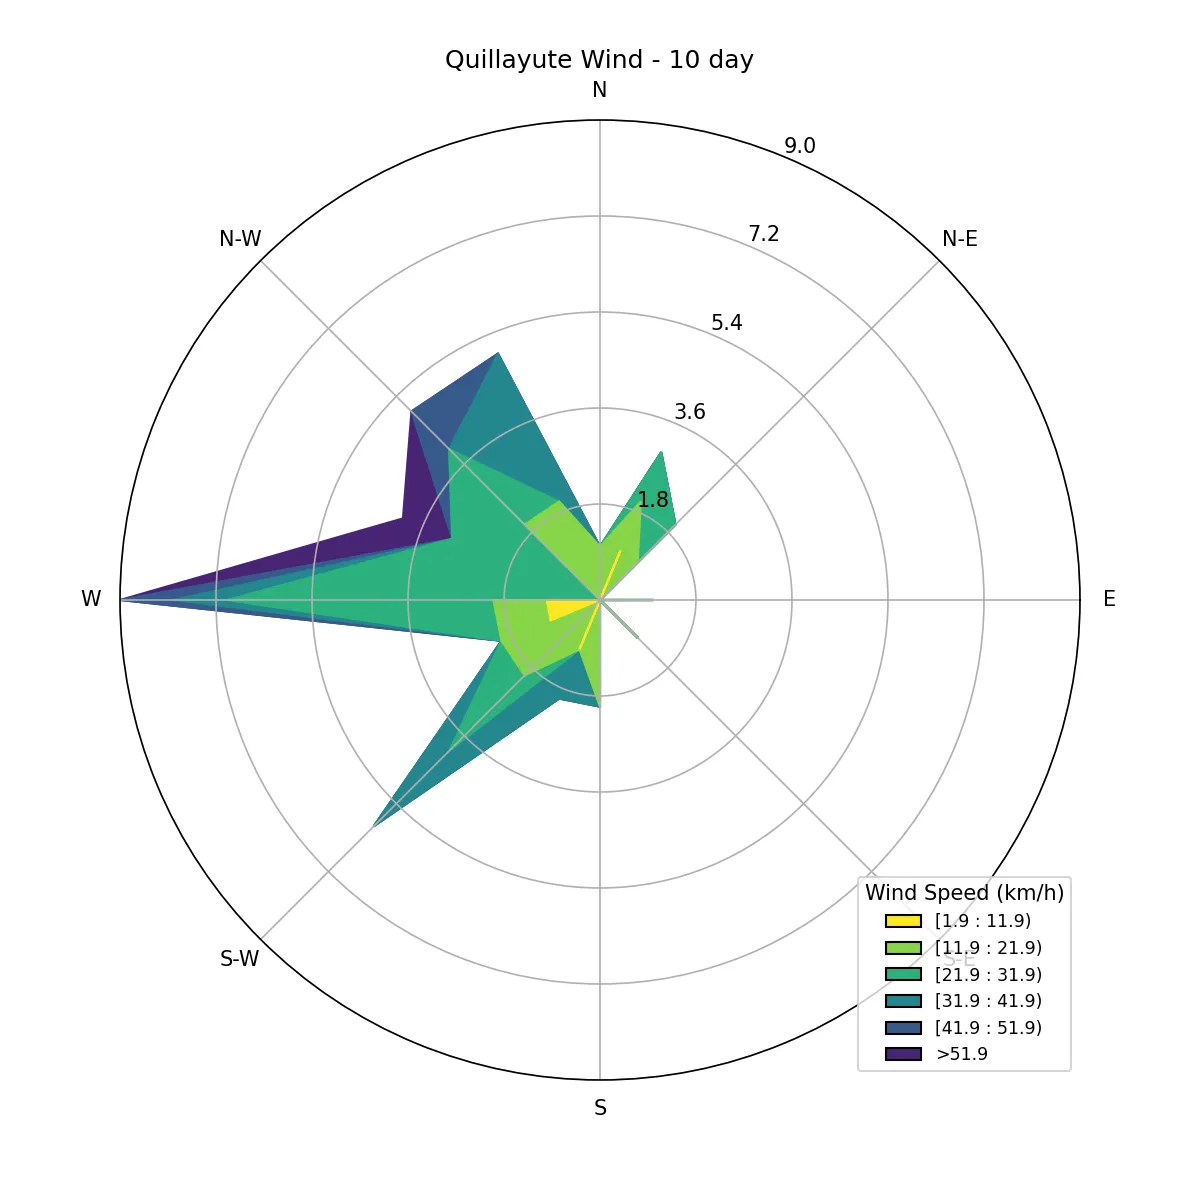 Quillayute Wind - 10 day
N
9.0
N-W
7.2
N-E
5.4
3.6
1.8
W
E
Wind Speed (km/h)
[1.9 : 11.9)
[11.9 : 21.9)
S-W
S-E
[21.9 : 31.9)
[31.9 : 41.9)
[41.9 : 51.9)
>51.9
S